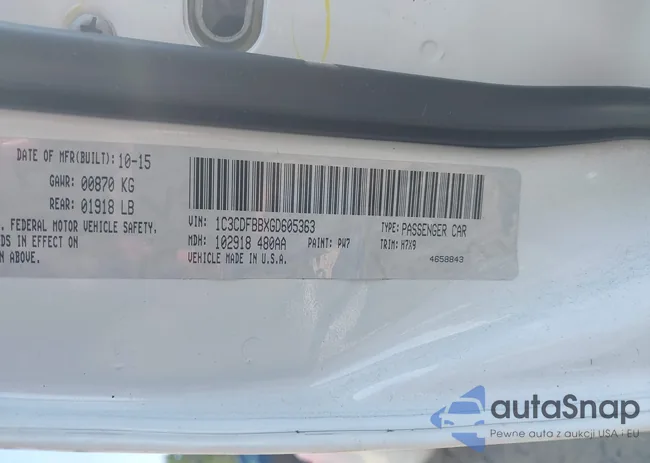 DATE OF MFR(BUILT): 10-15
GAWR: 00870 KG
REAR: 01918 LB
. FEDERAL MOTOR VEHICLE SAFETY,
DS IN EFFECT ON
N ABOVE.
VIN: 1C3CDFBBXGD605363
TYPE: PASSENGER CAR
MDH: 102918 480AA
PAINT: PW7
TRIM: H7X9
VEHICLE MADE IN U.S.A.
4658843
autaSnap
Pewne auta z aukcji USA i EU